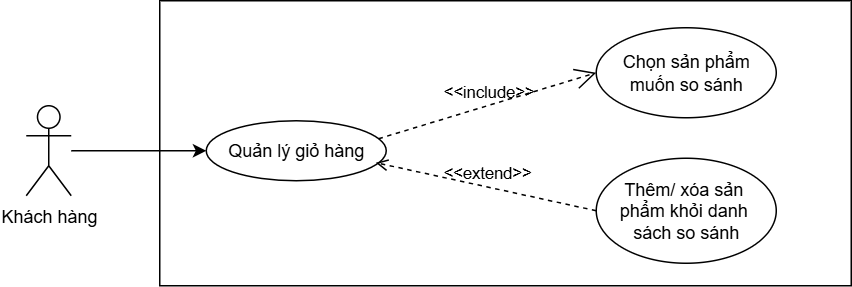 Chọn sản phẩm
muốn so sánh
<<include>>
Quản lý giỏ hàng
<<extend>>
Thêm/ xóa sản
phẩm khỏi danh
sách so sánh
Khách hàng